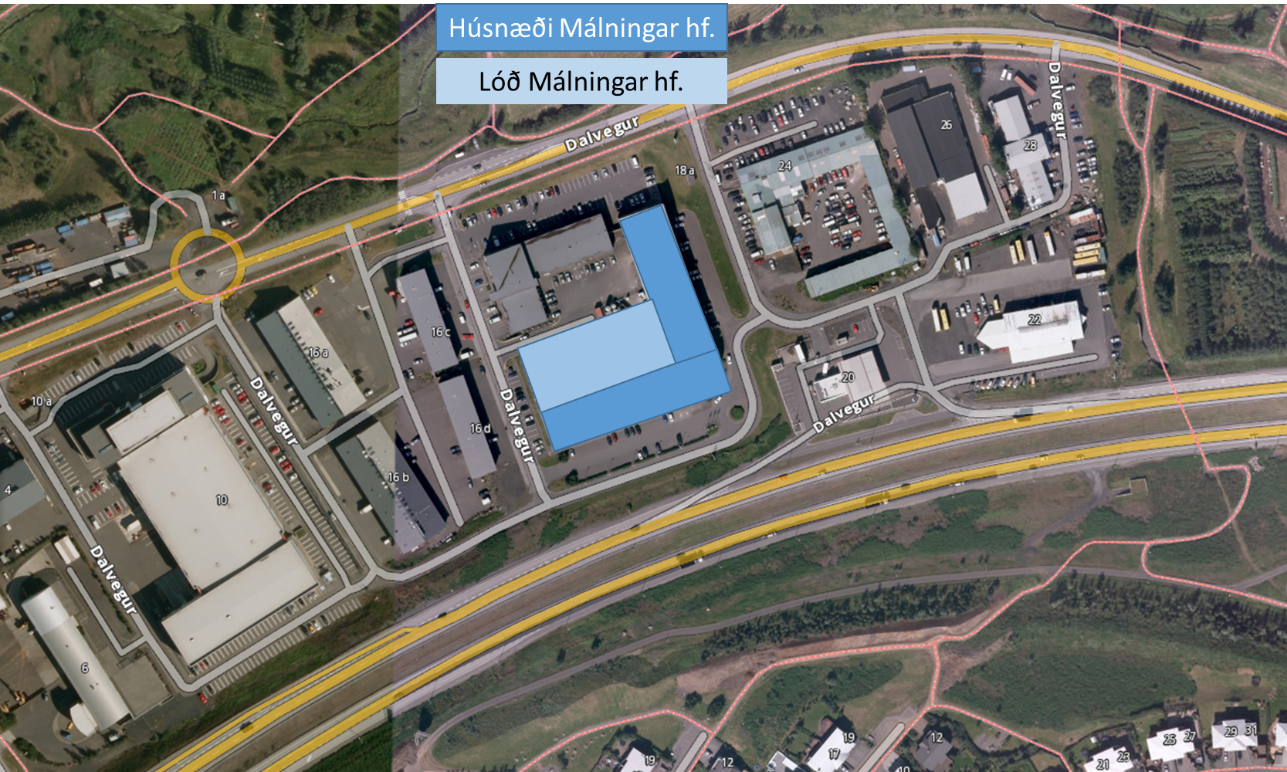 Húsnæði Málningar hf.
Lóð Málningar hf.
Dalvegur
Dalvegur
26
28
24
18 a
1 a
16 c
22
16 a
20
10 a
Dalvegur
Dalvegur
Dalvegur
16 d
16 b
4
10
Dalvegur
6
19
12
17
19
12
10
21
23
25
27
29
31